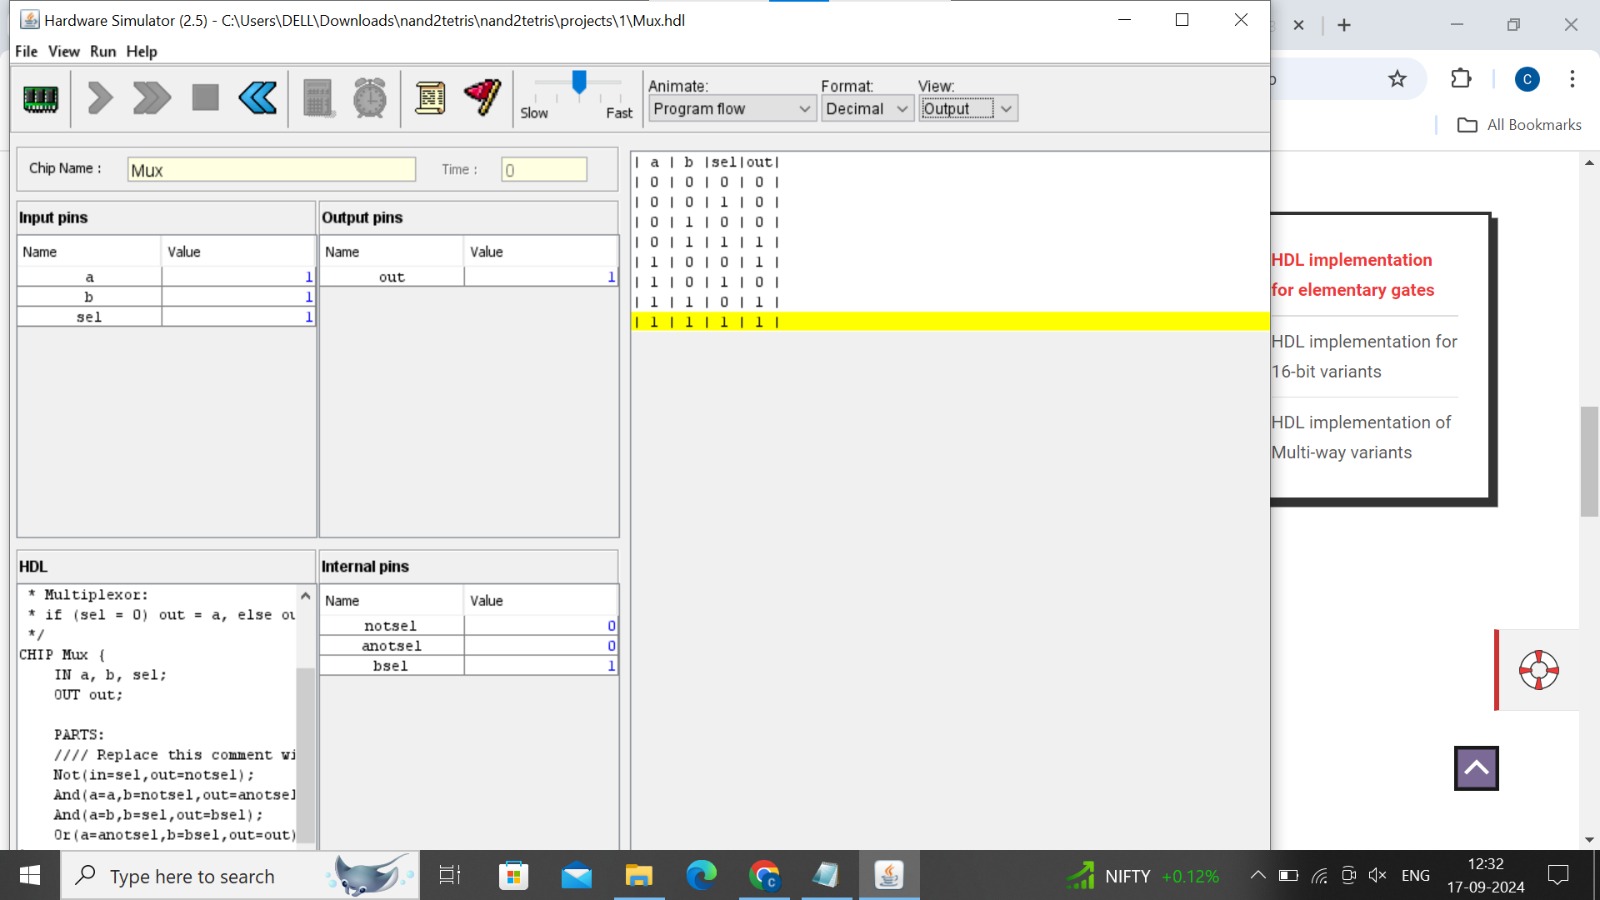 Hardware Simulator (2.5) - C:\Users\DELL\Downloads\nand2tetris\nand2tetris\projects\1\Mux.hdl
File View Run Help
Slow Fast
Animate: Format: View:
Program flow Decimal Output
Chip Name : Mux Time : 0
Input pins
Name Value
a 1
b 1
sel 1
Output pins
Name Value
out 1
| a | b |sel|out|
| 0 | 0 | 0 | 0 |
| 0 | 0 | 1 | 0 |
| 0 | 1 | 0 | 0 |
| 0 | 1 | 1 | 1 |
| 1 | 0 | 0 | 1 |
| 1 | 0 | 1 | 0 |
| 1 | 1 | 0 | 1 |
| 1 | 1 | 1 | 1 |
HDL
* Multiplexor:
* if (sel = 0) out = a, else ou
*/
CHIP Mux {
IN a, b, sel;
OUT out;
PARTS:
//// Replace this comment wi
Not(in=sel,out=notsel);
And(a=a,b=notsel,out=anotsel
And(a=b,b=sel,out=bsel);
Or(a=anotsel,b=bsel,out=out)
Internal pins
Name Value
notsel 0
anotsel 0
bsel 1
C
All Bookmarks
HDL implementation
for elementary gates
HDL implementation for
16-bit variants
HDL implementation of
Multi-way variants
Type here to search
C
NIFTY +0.12%
ENG
12:32
17-09-2024